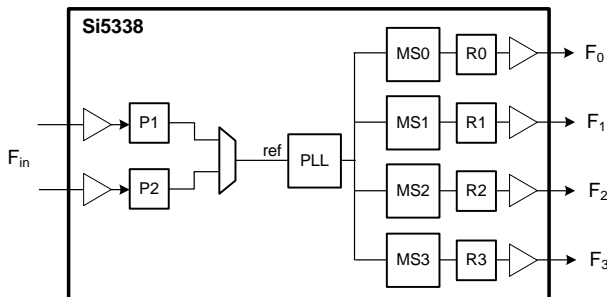 Si5338
MS0 R0 F0
P1 MS1 R1 F1
Fin ref PLL
P2 MS2 R2 F2
MS3 R3 F3